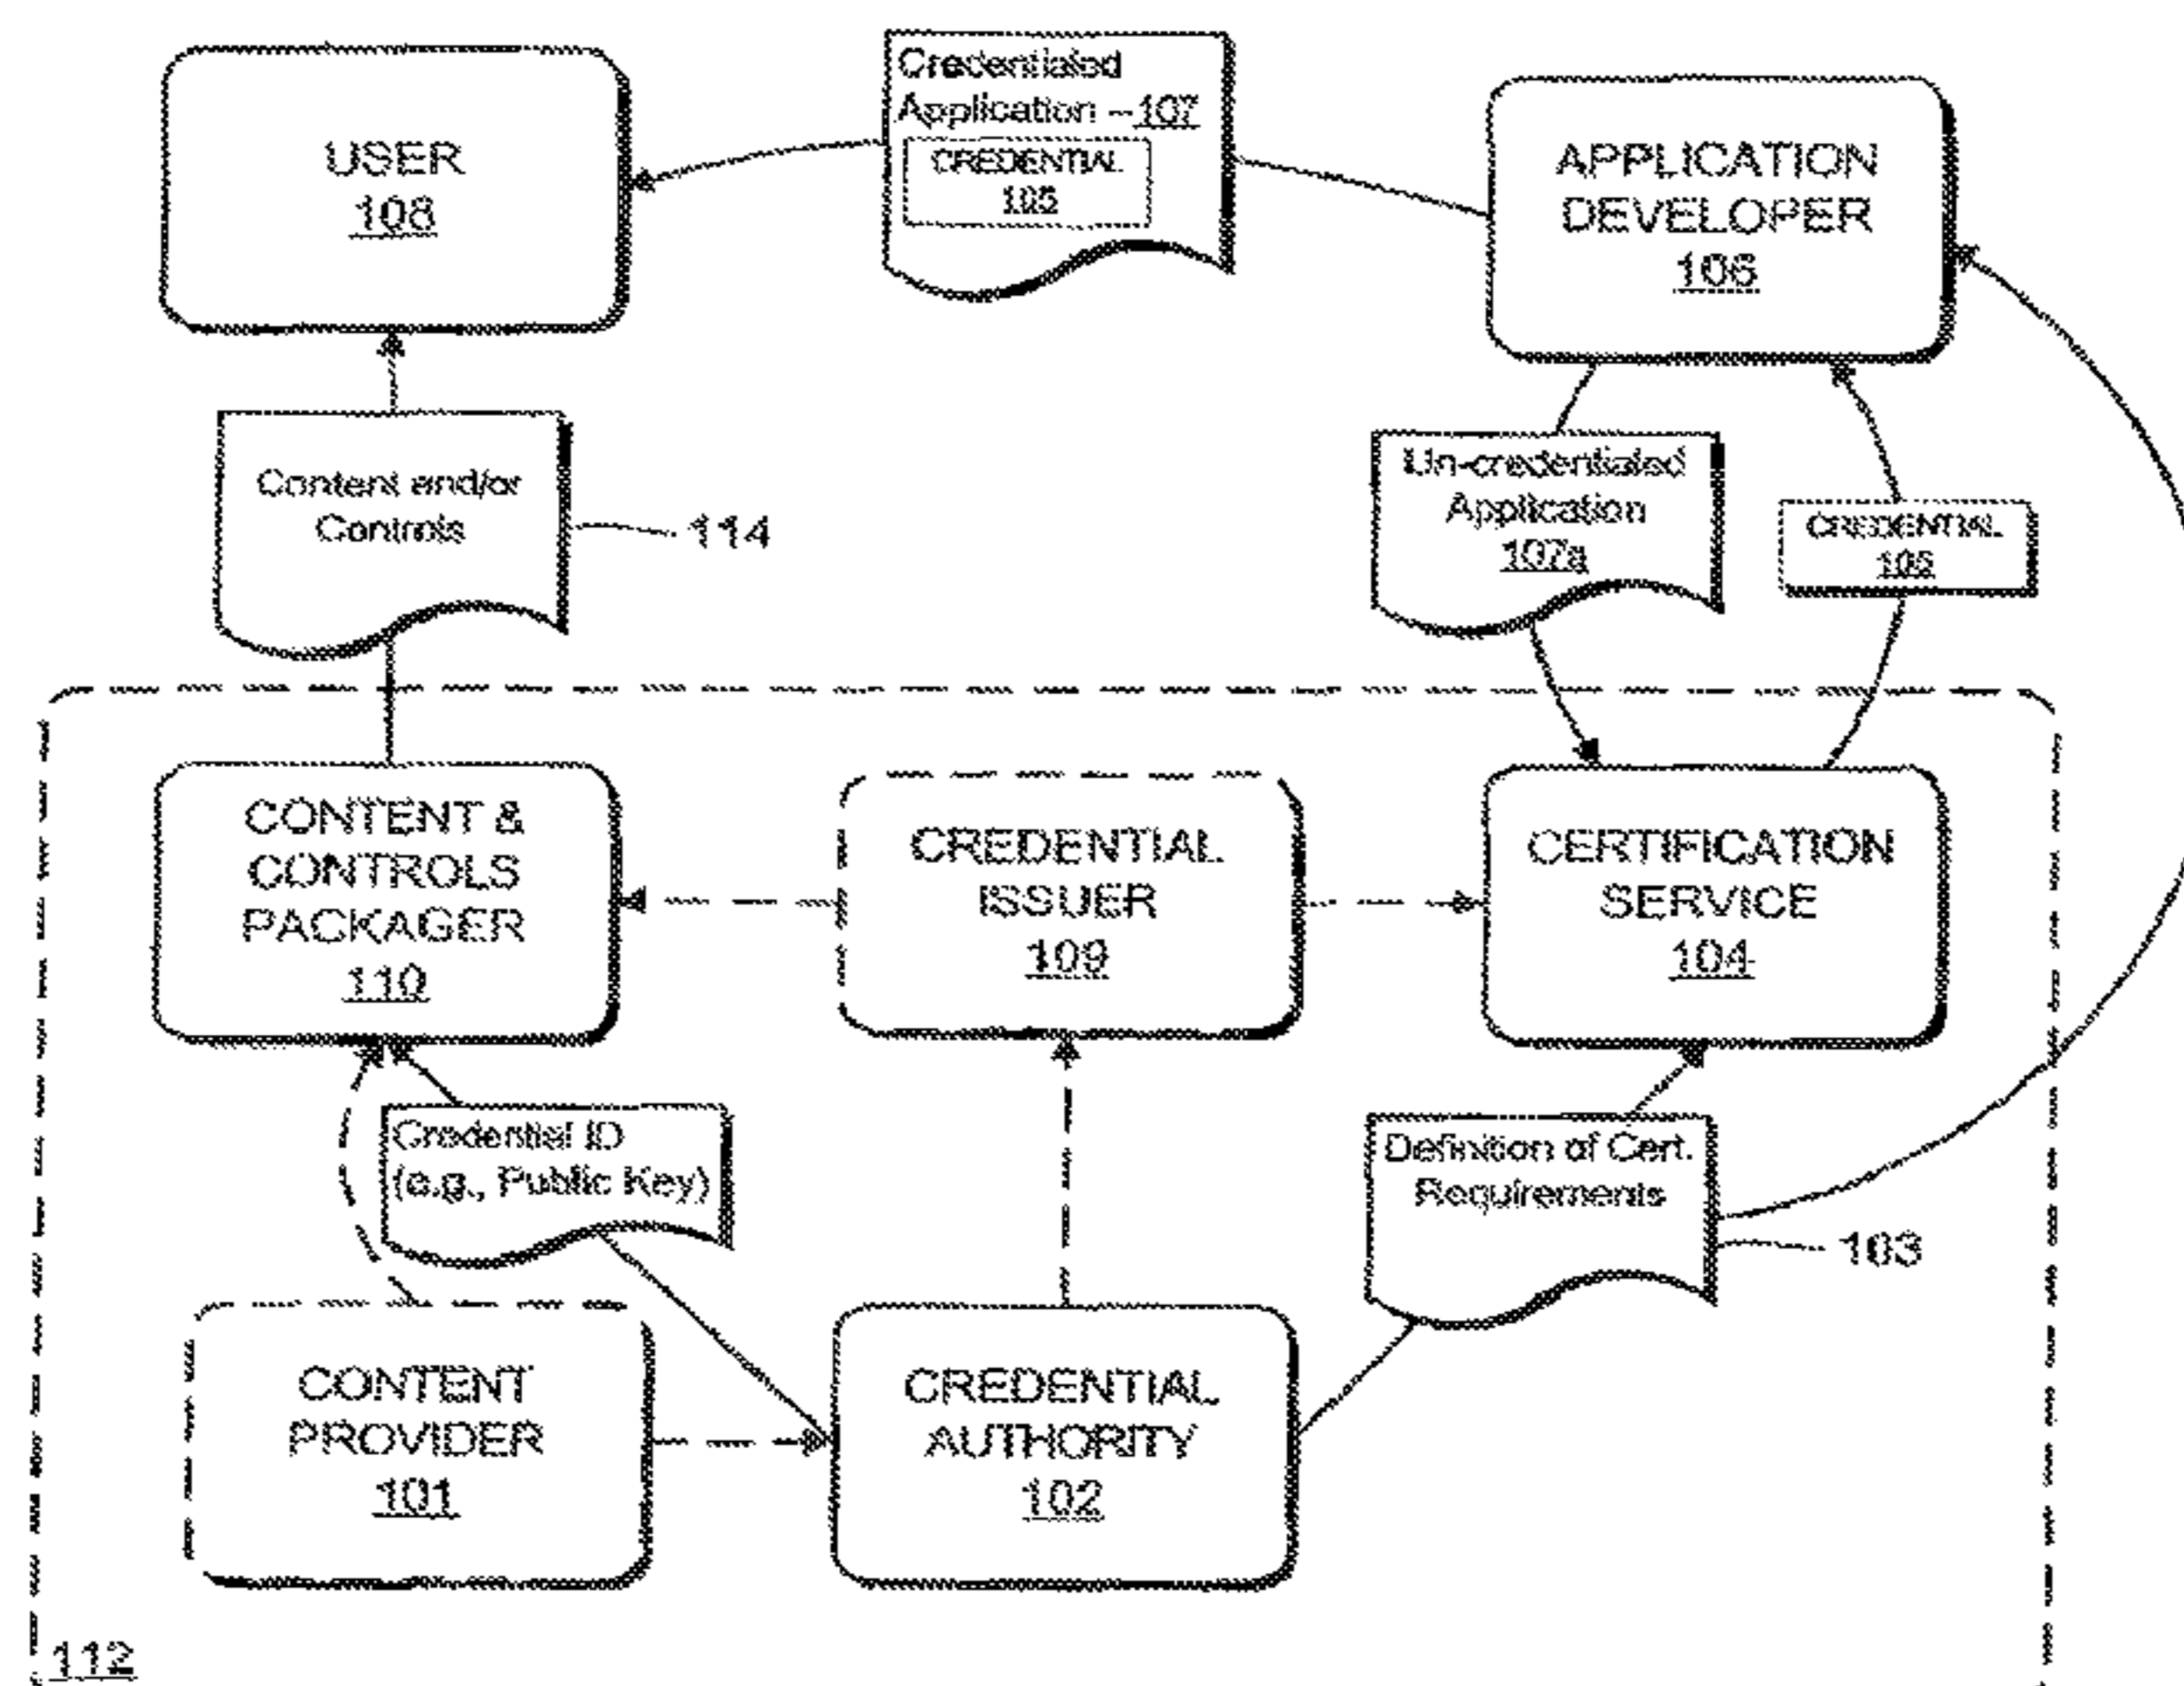 USER
108
Credentialed
Application -- 107
CREDENTIAL
105
APPLICATION
DEVELOPER
106
Content and/or
Controls
114
Un-credentialed
Application
107a
CREDENTIAL
105
CONTENT &
CONTROLS
PACKAGER
110
CREDENTIAL
ISSUER
109
CERTIFICATION
SERVICE
104
Credential ID
(e.g., Public Key)
Definition of Cert.
Requirements
103
CONTENT
PROVIDER
101
CREDENTIAL
AUTHORITY
102
112